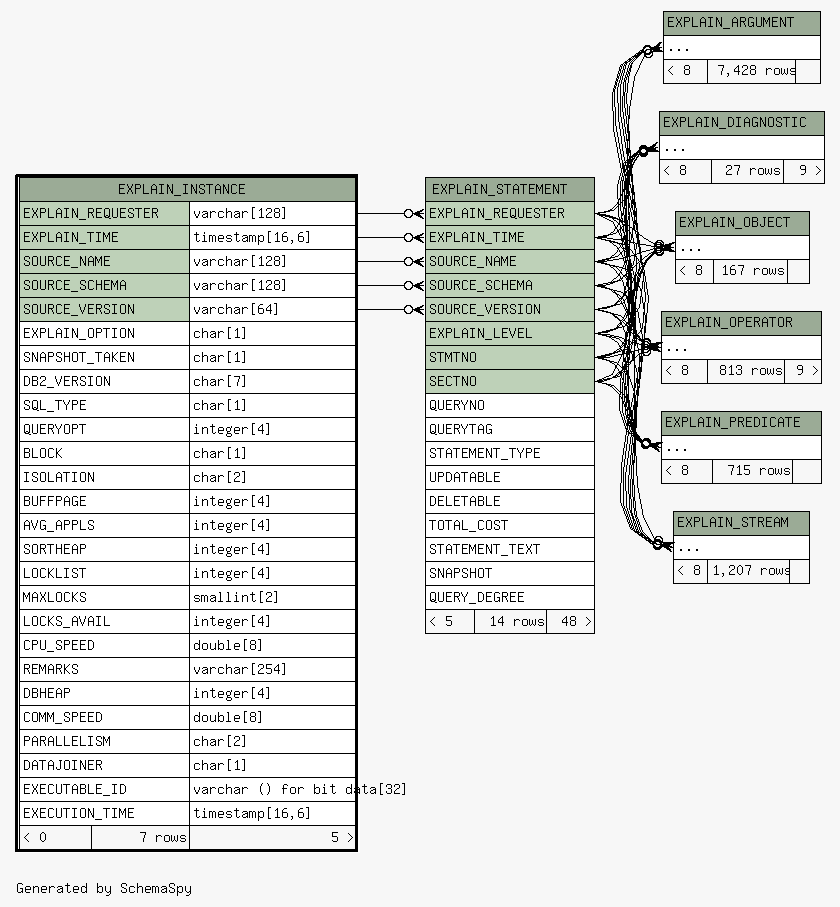 EXPLAIN_ARGUMENT
...
< 8 7,428 rows
EXPLAIN_DIAGNOSTIC
...
< 8 27 rows 9 >
EXPLAIN_INSTANCE
EXPLAIN_REQUESTER varchar[128]
EXPLAIN_TIME timestamp[16,6]
SOURCE_NAME varchar[128]
SOURCE_SCHEMA varchar[128]
SOURCE_VERSION varchar[64]
EXPLAIN_OPTION char[1]
SNAPSHOT_TAKEN char[1]
DB2_VERSION char[7]
SQL_TYPE char[1]
QUERYOPT integer[4]
BLOCK char[1]
ISOLATION char[2]
BUFFPAGE integer[4]
AVG_APPLS integer[4]
SORTHEAP integer[4]
LOCKLIST integer[4]
MAXLOCKS smallint[2]
LOCKS_AVAIL integer[4]
CPU_SPEED double[8]
REMARKS varchar[254]
DBHEAP integer[4]
COMM_SPEED double[8]
PARALLELISM char[2]
DATAJOINER char[1]
EXECUTABLE_ID varchar () for bit data[32]
EXECUTION_TIME timestamp[16,6]
< 0 7 rows 5 >
EXPLAIN_STATEMENT
EXPLAIN_REQUESTER
EXPLAIN_TIME
SOURCE_NAME
SOURCE_SCHEMA
SOURCE_VERSION
EXPLAIN_LEVEL
STMTNO
SECTNO
QUERYNO
QUERYTAG
STATEMENT_TYPE
UPDATABLE
DELETABLE
TOTAL_COST
STATEMENT_TEXT
SNAPSHOT
QUERY_DEGREE
< 5 14 rows 48 >
EXPLAIN_OBJECT
...
< 8 167 rows
EXPLAIN_OPERATOR
...
< 8 813 rows 9 >
EXPLAIN_PREDICATE
...
< 8 715 rows
EXPLAIN_STREAM
...
< 8 1,207 rows
Generated by SchemaSpy